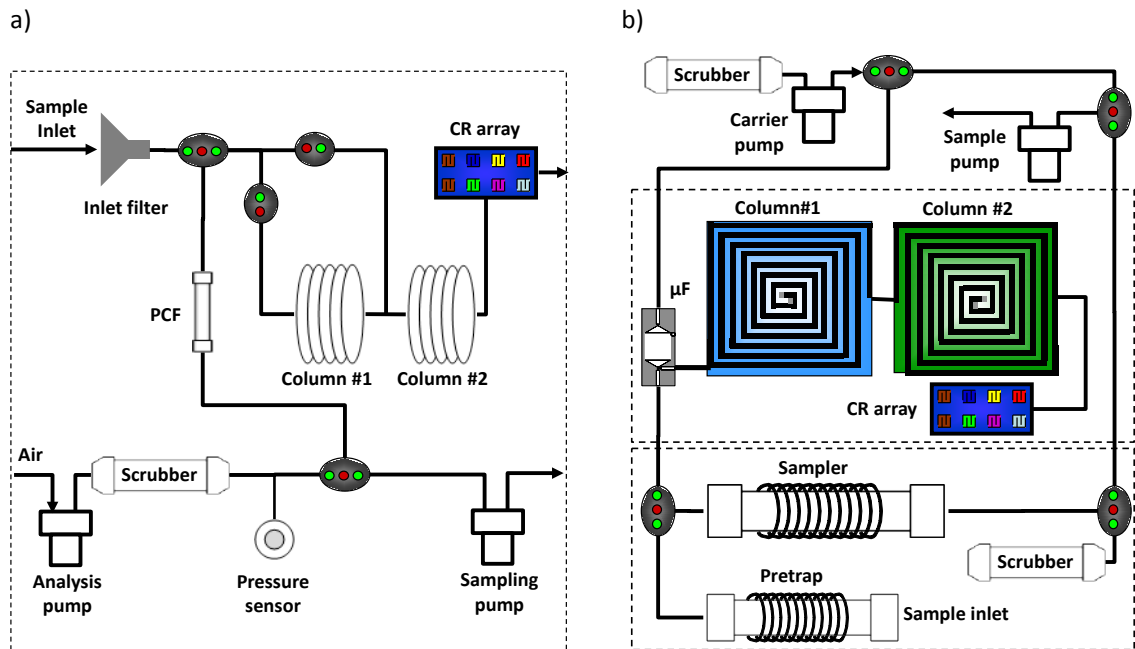 a)
Sample
Inlet
Inlet filter
CR array
PCF
Column #1
Column #2
Air
Scrubber
Analysis
pump
Pressure
sensor
Sampling
pump
b)
Scrubber
Carrier
pump
Sample
pump
Column#1
Column #2
µF
CR array
Sampler
Scrubber
Pretrap
Sample inlet